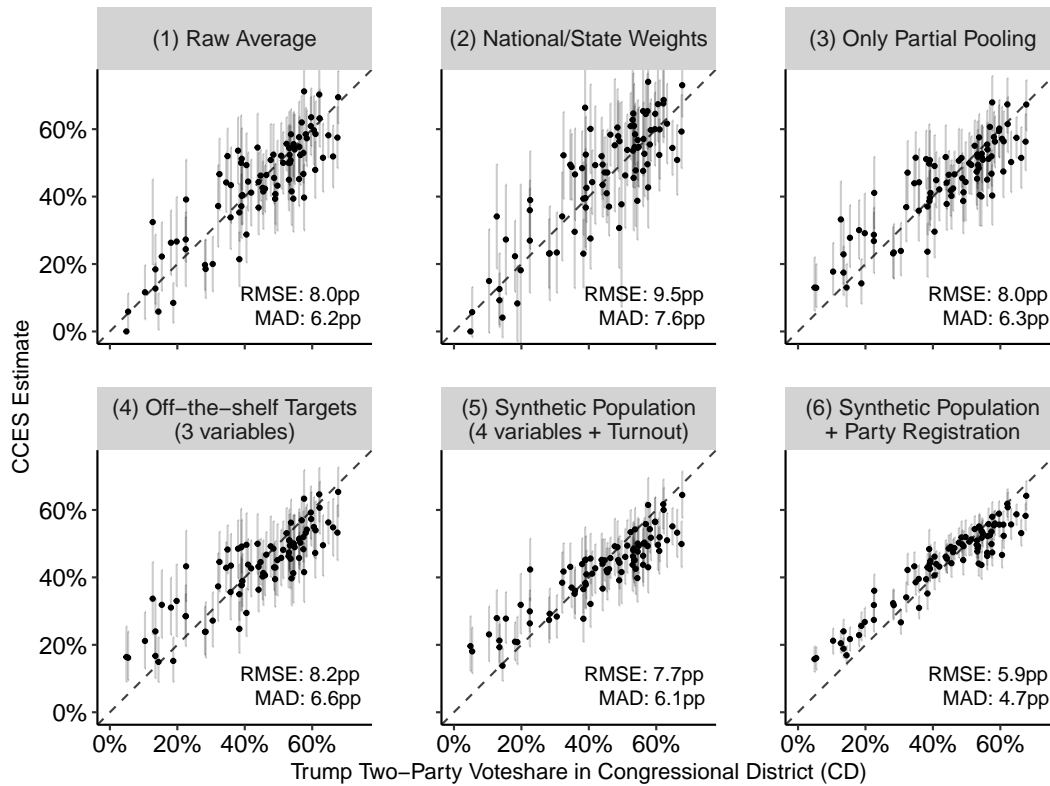 (1) Raw Average
(2) National/State Weights
(3) Only Partial Pooling
60%
40%
20%
0%
RMSE: 8.0pp
MAD: 6.2pp
RMSE: 9.5pp
MAD: 7.6pp
RMSE: 8.0pp
MAD: 6.3pp
CCES Estimate
(4) Off−the−shelf Targets
(3 variables)
(5) Synthetic Population
(4 variables + Turnout)
(6) Synthetic Population
+ Party Registration
60%
40%
20%
0%
RMSE: 8.2pp
MAD: 6.6pp
RMSE: 7.7pp
MAD: 6.1pp
RMSE: 5.9pp
MAD: 4.7pp
0% 20% 40% 60%
0% 20% 40% 60%
0% 20% 40% 60%
Trump Two−Party Voteshare in Congressional District (CD)